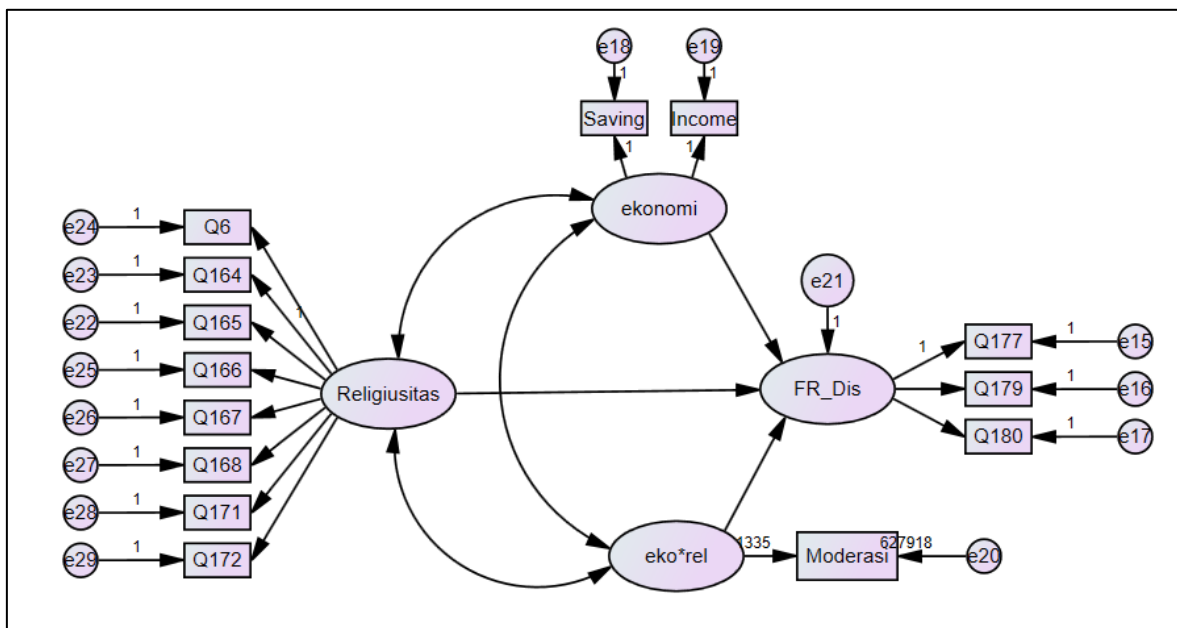 e18
e19
1
1
Saving
Income
1
1
ekonomi
e24
1
Q6
e23
1
Q164
1
e22
1
Q165
e25
1
Q166
e26
1
Q167
e27
1
Q168
e28
1
Q171
e29
1
Q172
Religiusitas
e21
1
FR_Dis
1
Q177
1
e15
Q179
1
e16
Q180
1
e17
eko*rel
1335
Moderasi
627918
e20